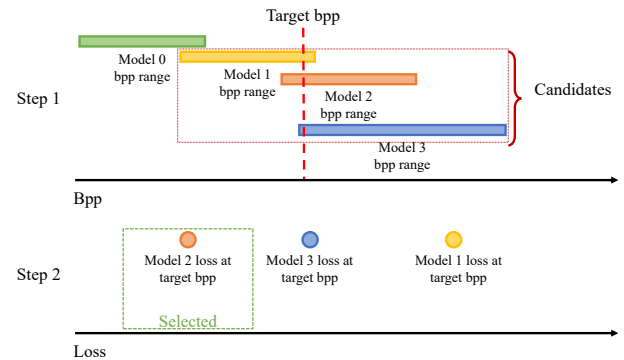 Target bpp
Model 0
bpp range
Model 1
bpp range
Model 2
bpp range
Model 3
bpp range
Step 1
Candidates
Bpp
Model 2 loss at
target bpp
Model 3 loss at
target bpp
Model 1 loss at
target bpp
Step 2
Selected
Loss